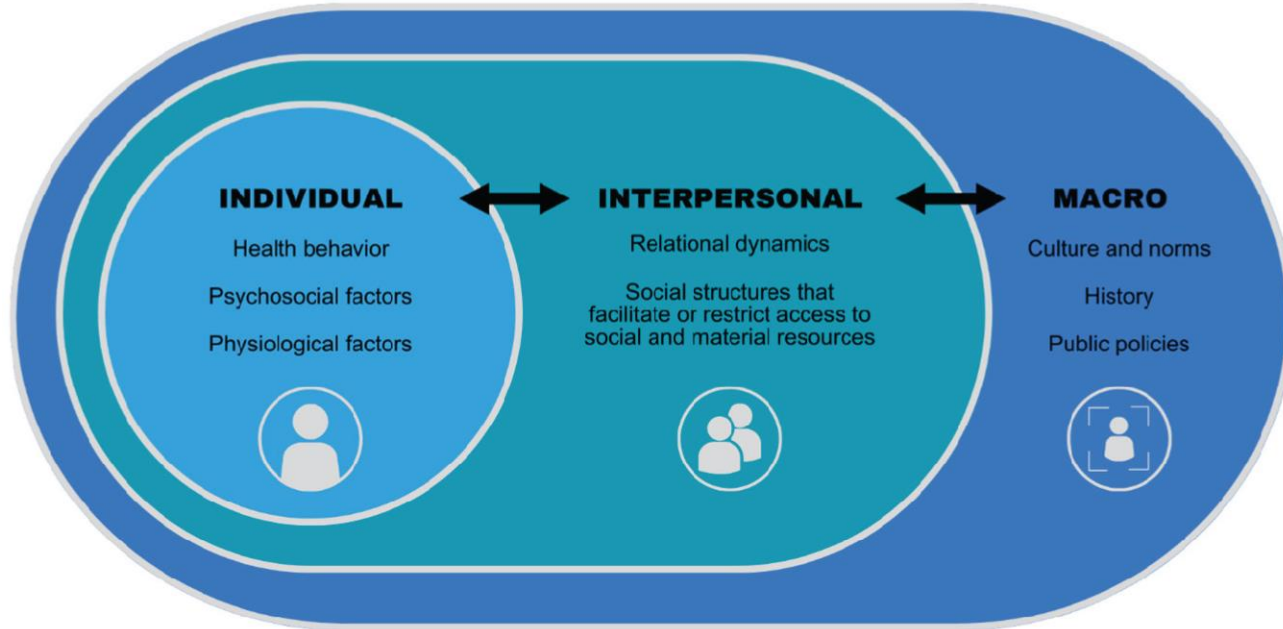 INDIVIDUAL
Health behavior
Psychosocial factors
Physiological factors
INTERPERSONAL
Relational dynamics
Social structures that
facilitate or restrict access to
social and material resources
MACRO
Culture and norms
History
Public policies